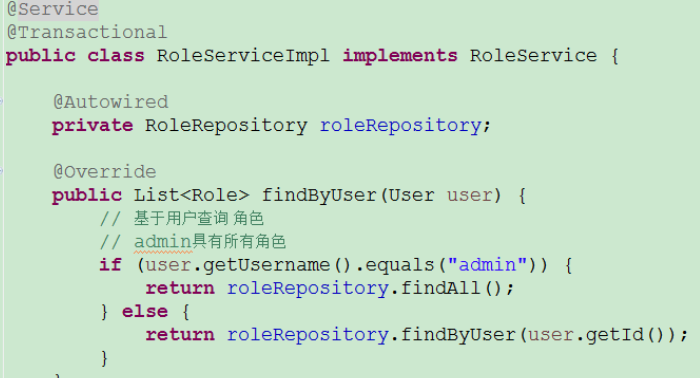 @Service
@Transactional
public class RoleServiceImpl implements RoleService {
@Autowired
private RoleRepository roleRepository;
@Override
public List<Role> findByUser(User user) {
// 基于用户查询 角色
// admin具有所有角色
if (user.getUsername().equals("admin")) {
return roleRepository.findAll();
} else {
return roleRepository.findByUser(user.getId());
}
}